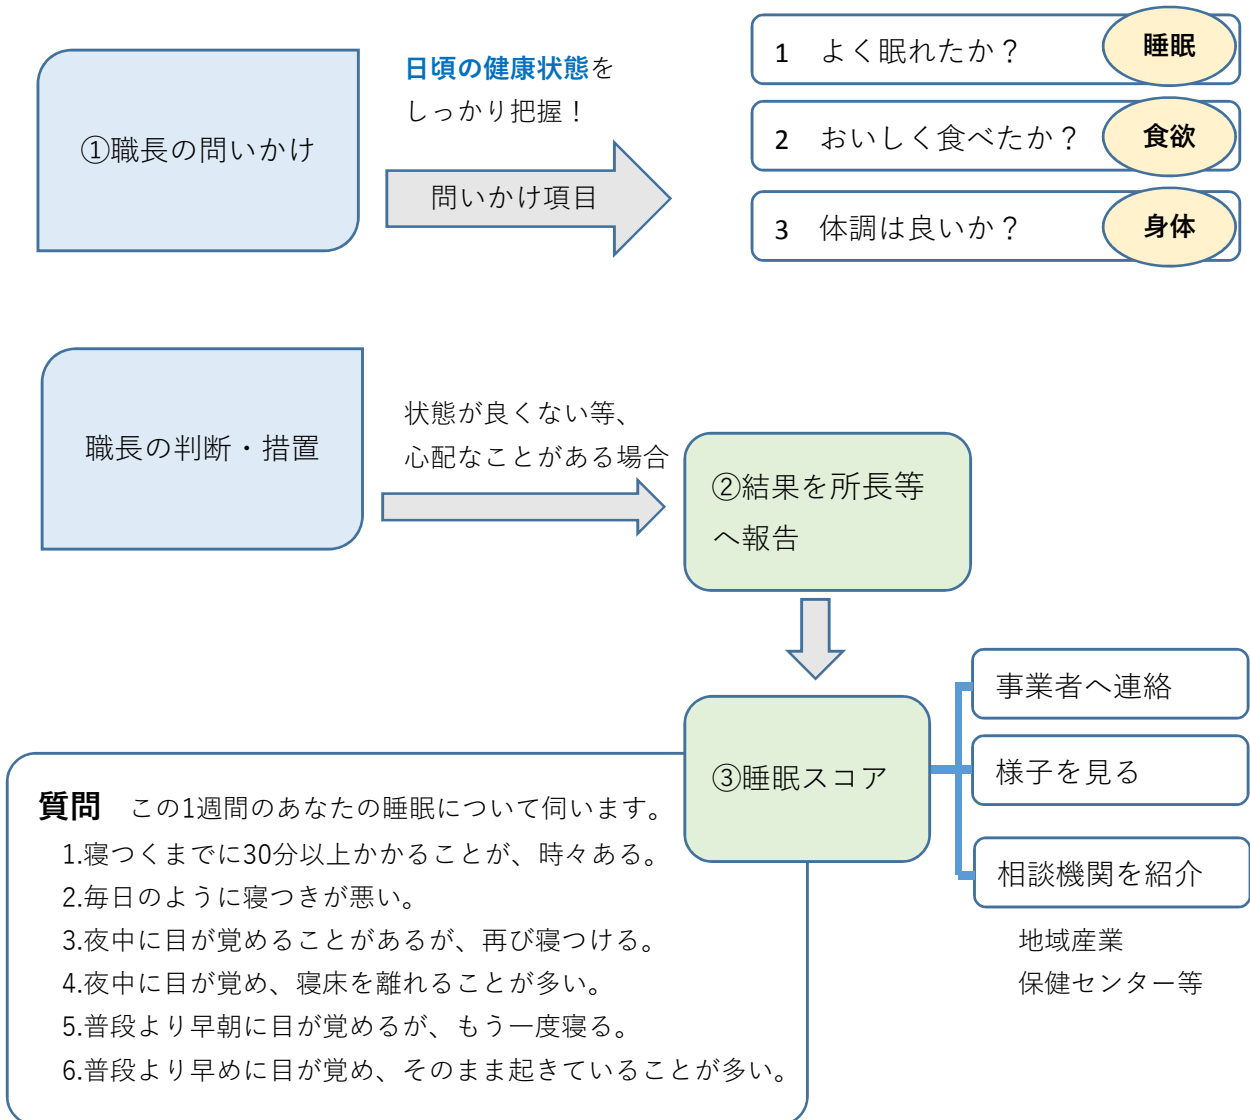 ①職長の問いかけ
日頃の健康状態を
しっかり把握！
問いかけ項目
1 よく眠れたか？ 睡眠
2 おいしく食べたか？ 食欲
3 体調は良いか？ 身体
職長の判断・措置
状態が良くない等、
心配なことがある場合
②結果を所長等
へ報告
③睡眠スコア
事業者へ連絡
様子を見る
相談機関を紹介
地域産業
保健センター等
質問 この1週間のあなたの睡眠について伺います。
1.寝つくまでに30分以上かかることが、時々ある。
2.毎日のように寝つきが悪い。
3.夜中に目が覚めることがあるが、再び寝つける。
4.夜中に目が覚め、寝床を離れることが多い。
5.普段より早朝に目が覚めるが、もう一度寝る。
6.普段より早めに目が覚め、そのまま起きていることが多い。